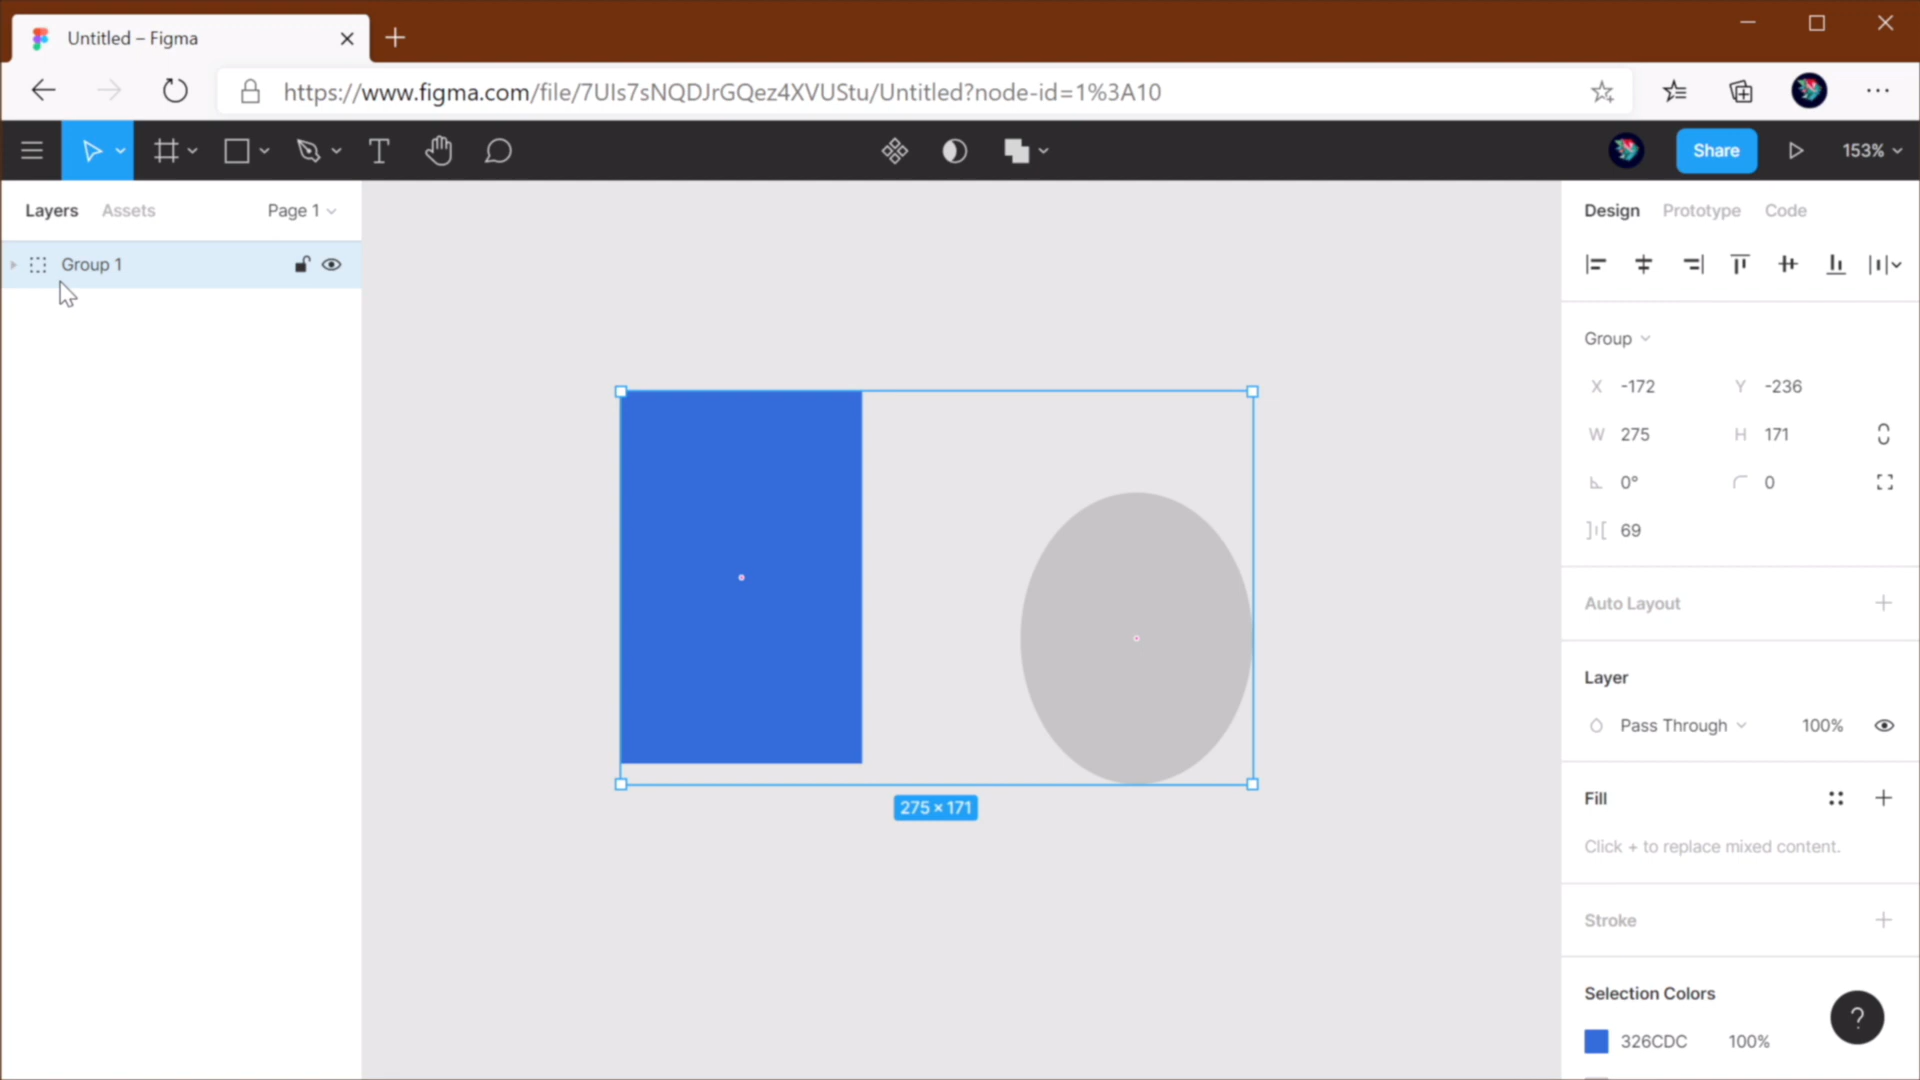 Untitled – Figma
https://www.figma.com/file/7UIs7sNQDJrGQez4XVUStu/Untitled?node-id=1%3A10
Share
153%
Layers
Assets
Page 1
Design
Prototype
Code
Group 1
Group
X -172
Y -236
W 275
H 171
0°
0
69
Auto Layout
Layer
Pass Through
100%
275 × 171
Fill
Click + to replace mixed content.
Stroke
Selection Colors
326CDC
100%
?